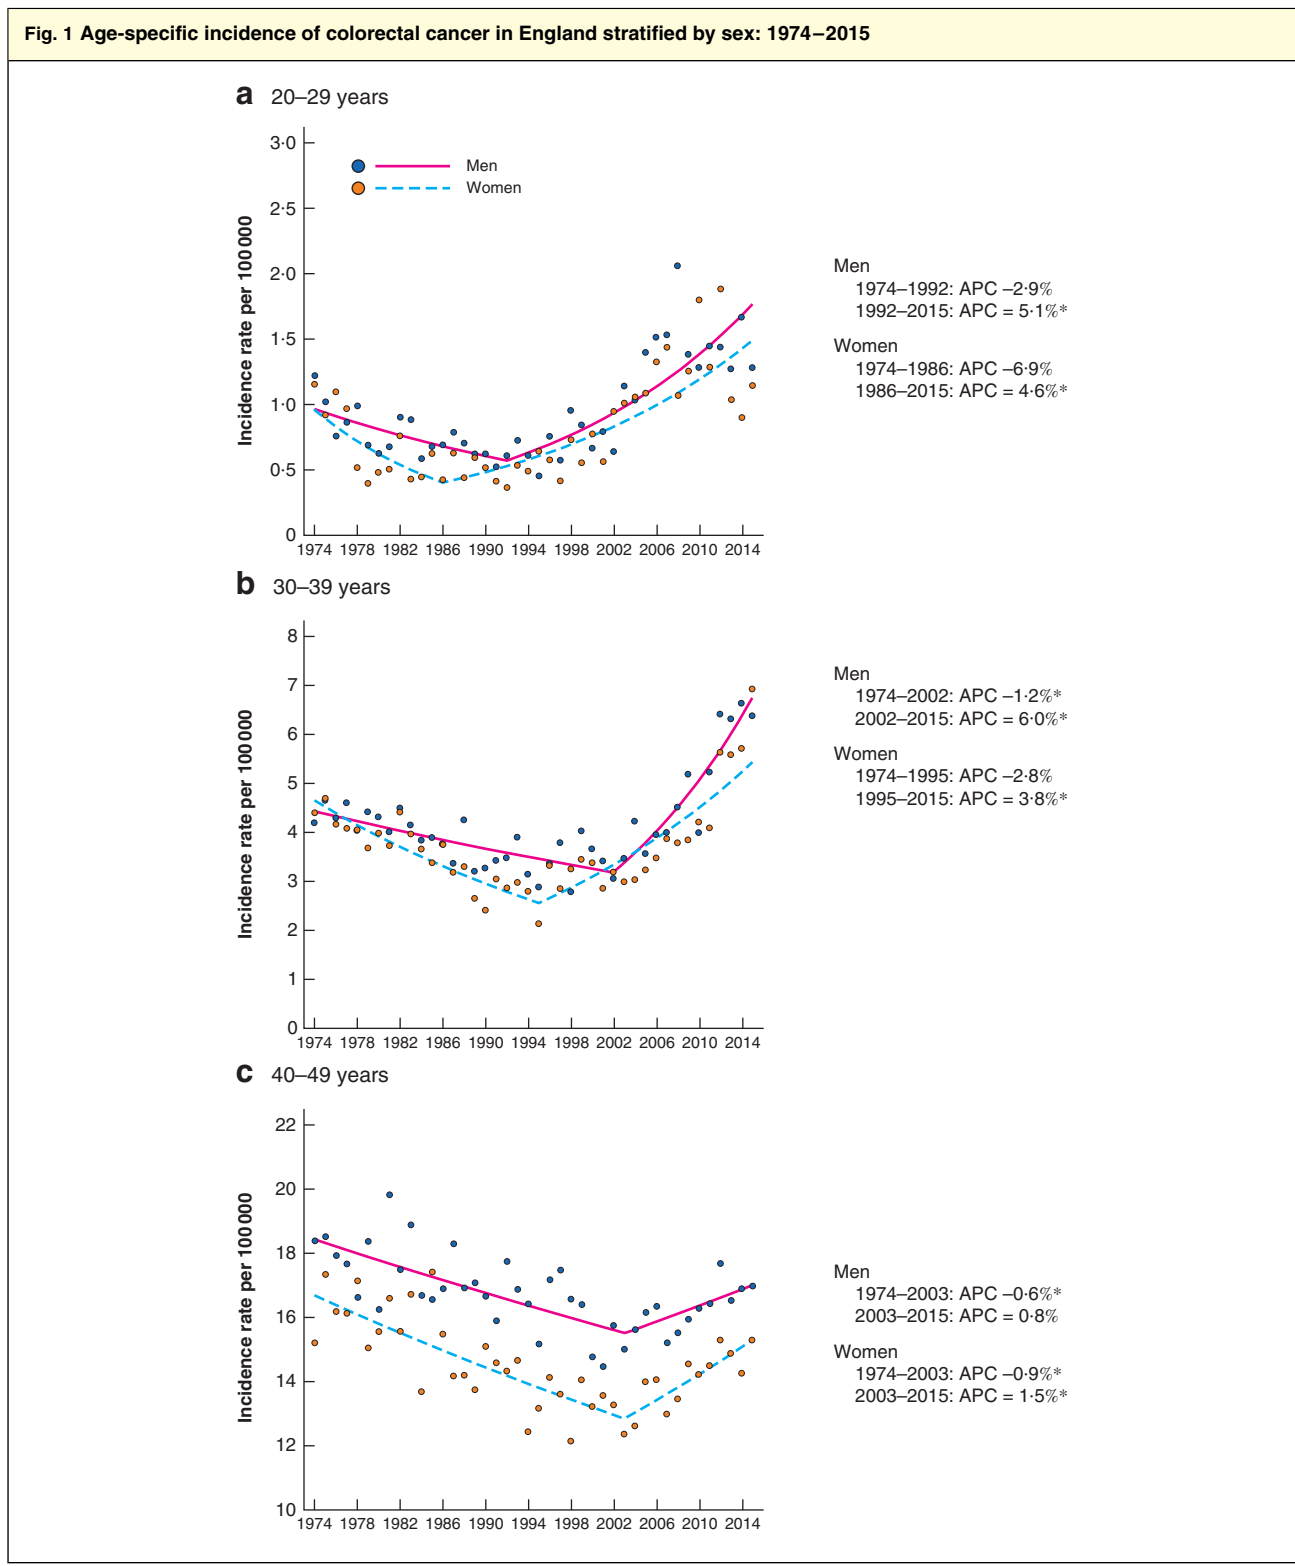 Fig. 1 Age-specific incidence of colorectal cancer in England stratified by sex: 1974–2015
a 20–29 years
3·0
2·5
2·0
1·5
1·0
0·5
0
Incidence rate per 100 000
Men
Women
1974 1978 1982 1986 1990 1994 1998 2002 2006 2010 2014
Men
1974–1992: APC –2·9%
1992–2015: APC = 5·1%*
Women
1974–1986: APC –6·9%
1986–2015: APC = 4·6%*
b 30–39 years
8
7
6
5
4
3
2
1
0
Incidence rate per 100 000
1974 1978 1982 1986 1990 1994 1998 2002 2006 2010 2014
Men
1974–2002: APC –1·2%*
2002–2015: APC = 6·0%*
Women
1974–1995: APC –2·8%
1995–2015: APC = 3·8%*
c 40–49 years
22
20
18
16
14
12
10
Incidence rate per 100 000
1974 1978 1982 1986 1990 1994 1998 2002 2006 2010 2014
Men
1974–2003: APC –0·6%*
2003–2015: APC = 0·8%
Women
1974–2003: APC –0·9%*
2003–2015: APC = 1·5%*